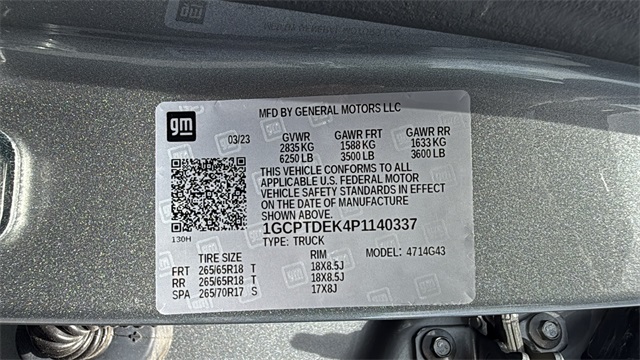 gm
MFD BY GENERAL MOTORS LLC
03/23 GVWR GAWR FRT GAWR RR
2835 KG 1588 KG 1633 KG
6250 LB 3500 LB 3600 LB
THIS VEHICLE CONFORMS TO ALL
APPLICABLE U.S. FEDERAL MOTOR
VEHICLE SAFETY STANDARDS IN EFFECT
ON THE DATE OF MANUFACTURE
SHOWN ABOVE.
130H
1GCPTDEK4P1140337
TYPE: TRUCK MODEL: 4714G43
TIRE SIZE RIM
FRT 265/65R18 T 18X8.5J
RR 265/65R18 T 18X8.5J
SPA 265/70R17 S 17X8J